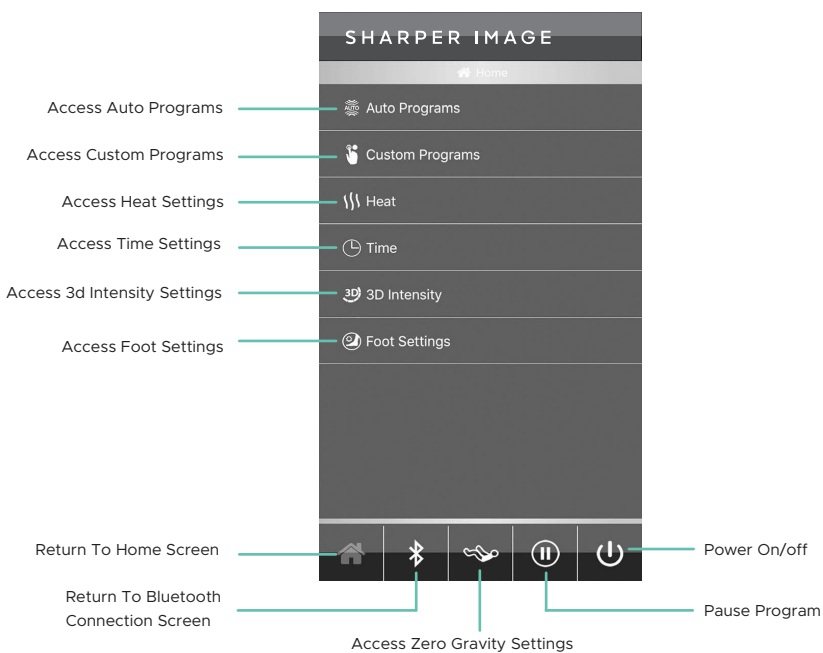 SHARPER IMAGE
Home
Access Auto Programs
AUTO
Auto Programs
Access Custom Programs
Custom Programs
Access Heat Settings
Heat
Access Time Settings
Time
Access 3d Intensity Settings
3D
3D Intensity
Access Foot Settings
Foot Settings
Return To Home Screen
Return To Bluetooth
Connection Screen
Access Zero Gravity Settings
Pause Program
Power On/off